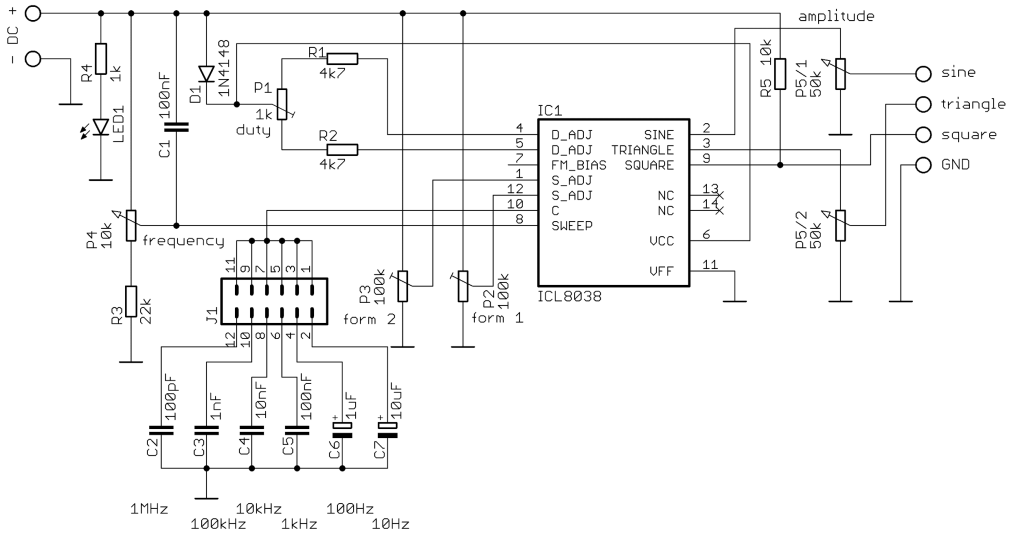 DC +
- 
amplitude
R4
1k
LED1
100nF
C1
D1
1N4148
P1
1k
duty
R1
4k7
R2
4k7
R5 10k
P5/1
50k
sine
triangle
square
GND
IC1
4 D_ADJ
5 D_ADJ
7 FM_BIAS
1 S_ADJ
12 S_ADJ
10 C
8 SWEEP
SINE 2
TRIANGLE 3
SQUARE 9
NC 13
NC 14
VCC 6
VFF 11
ICL8038
P5/2
50k
P4
10k
frequency
R3
22k
P3
100k
form 2
P2
100k
form 1
J1
11 9 7 5 3 1
12 10 8 6 4 2
C2 100pF
C3 1nF
C4 10nF
C5 100nF
C6 + 1uF
C7 + 10uF
1MHz 10kHz 100Hz
100kHz 1kHz 10Hz